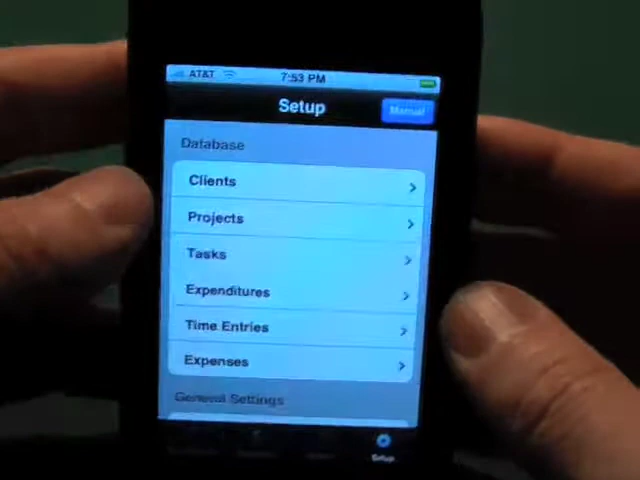 AT&T 7:53 PM
Setup Manual
Database
Clients
Projects
Tasks
Expenditures
Time Entries
Expenses
General Settings
Setup